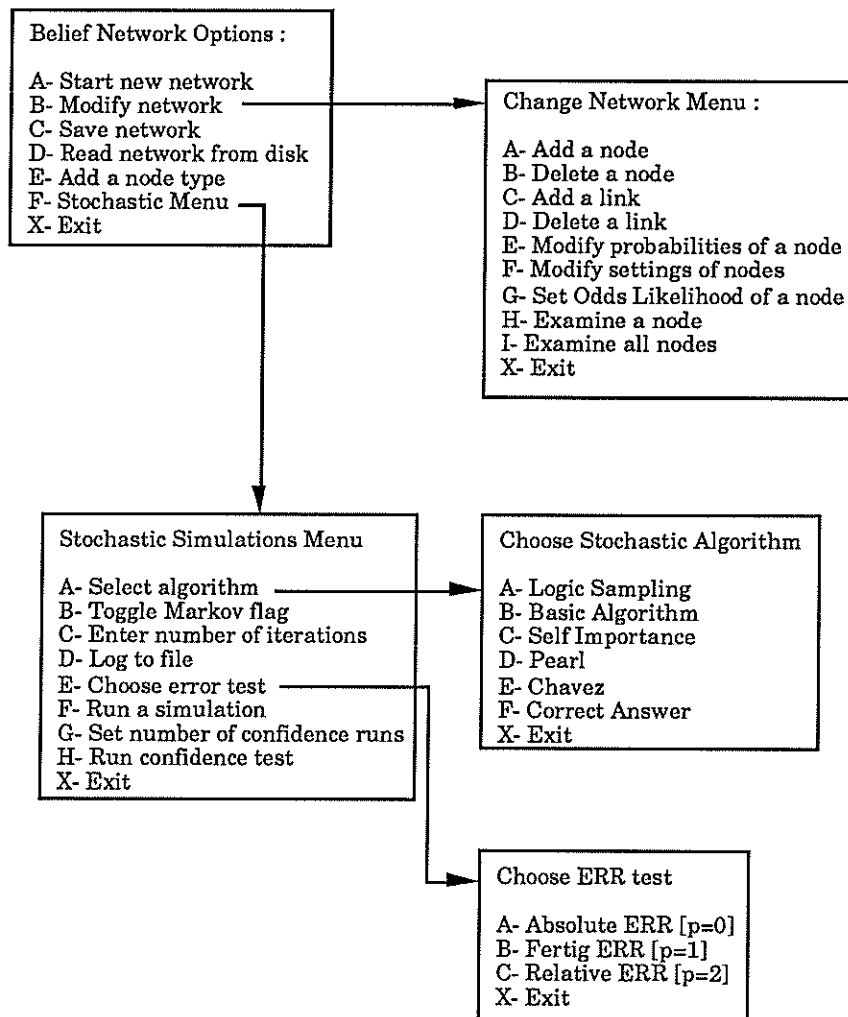 Belief Network Options :
A- Start new network
B- Modify network
C- Save network
D- Read network from disk
E- Add a node type
F- Stochastic Menu
X- Exit
Change Network Menu :
A- Add a node
B- Delete a node
C- Add a link
D- Delete a link
E- Modify probabilities of a node
F- Modify settings of nodes
G- Set Odds Likelihood of a node
H- Examine a node
I- Examine all nodes
X- Exit
Stochastic Simulations Menu
A- Select algorithm
B- Toggle Markov flag
C- Enter number of iterations
D- Log to file
E- Choose error test
F- Run a simulation
G- Set number of confidence runs
H- Run confidence test
X- Exit
Choose Stochastic Algorithm
A- Logic Sampling
B- Basic Algorithm
C- Self Importance
D- Pearl
E- Chavez
F- Correct Answer
X- Exit
Choose ERR test
A- Absolute ERR [p=0]
B- Fertig ERR [p=1]
C- Relative ERR [p=2]
X- Exit